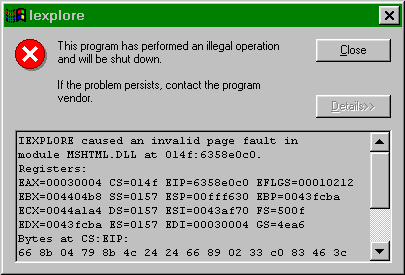 Iexplore
This program has performed an illegal operation
and will be shut down.
If the problem persists, contact the program
vendor.
Close
Details>>
IEXPLORE caused an invalid page fault in
module MSHTML.DLL at 014f:6358e0c0.
Registers:
EAX=00030004 CS=014f EIP=6358e0c0 EFLGS=00010212
EBX=004404b8 SS=0157 ESP=00fff630 EBP=0043fcba
ECX=0044a1a4 DS=0157 ESI=0043af70 FS=500f
EDX=0043fcba ES=0157 EDI=00030004 GS=4ea6
Bytes at CS:EIP:
66 8b 04 79 8b 4c 24 24 66 89 02 33 c0 83 46 3c